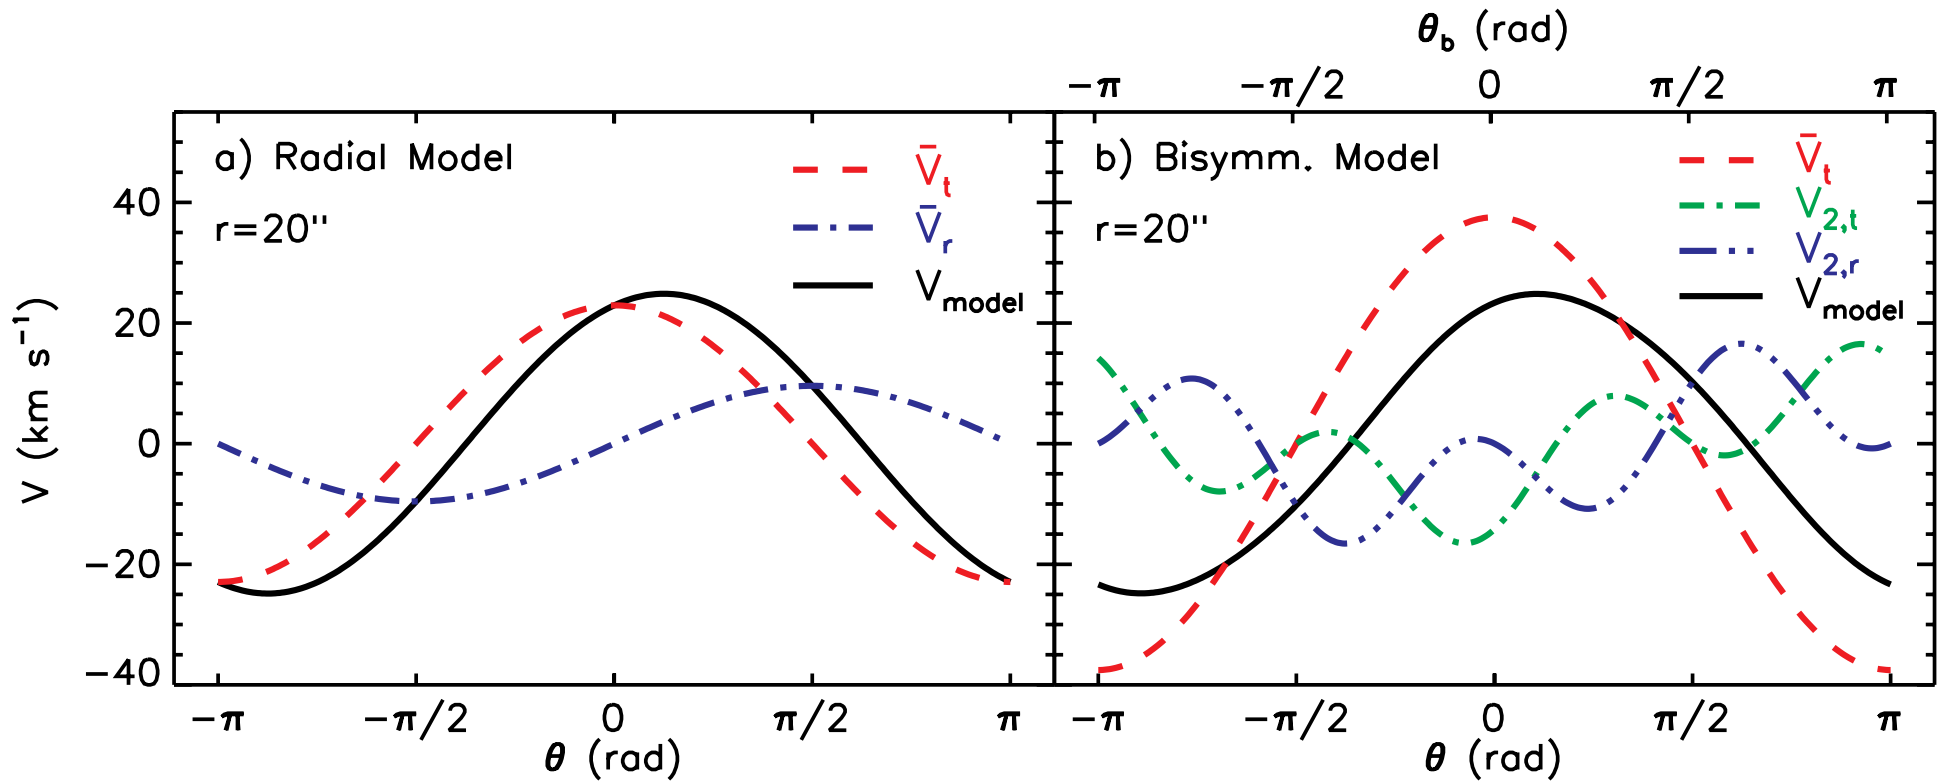 θb (rad)
−π −π/2 0 π/2 π
a) Radial Model
r=20"
V̄t
V̄r
Vmodel
b) Bisymm. Model
r=20"
V̄t
V2,t
V2,r
Vmodel
V (km s−1)
40
20
0
−20
−40
−π −π/2 0 π/2 π
θ (rad)
−π −π/2 0 π/2 π
θ (rad)